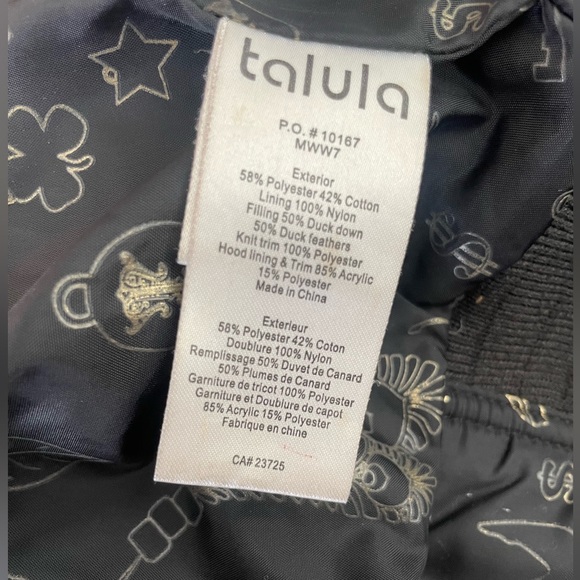 talula
P.O. # 10167
MWW7
Exterior
58% Polyester 42% Cotton
Lining 100% Nylon
Filling 50% Duck down
50% Duck feathers
Knit trim 100% Polyester
Hood lining & Trim 85% Acrylic
15% Polyester
Made in China
Exterieur
58% Polyester 42% Coton
Doublure 100% Nylon
Remplissage 50% Duvet de Canard
50% Plumes de Canard
Garniture de tricot 100% Polyester
Garniture et Doublure de capot
85% Acrylic 15% Polyester
Fabrique en chine
CA# 23725